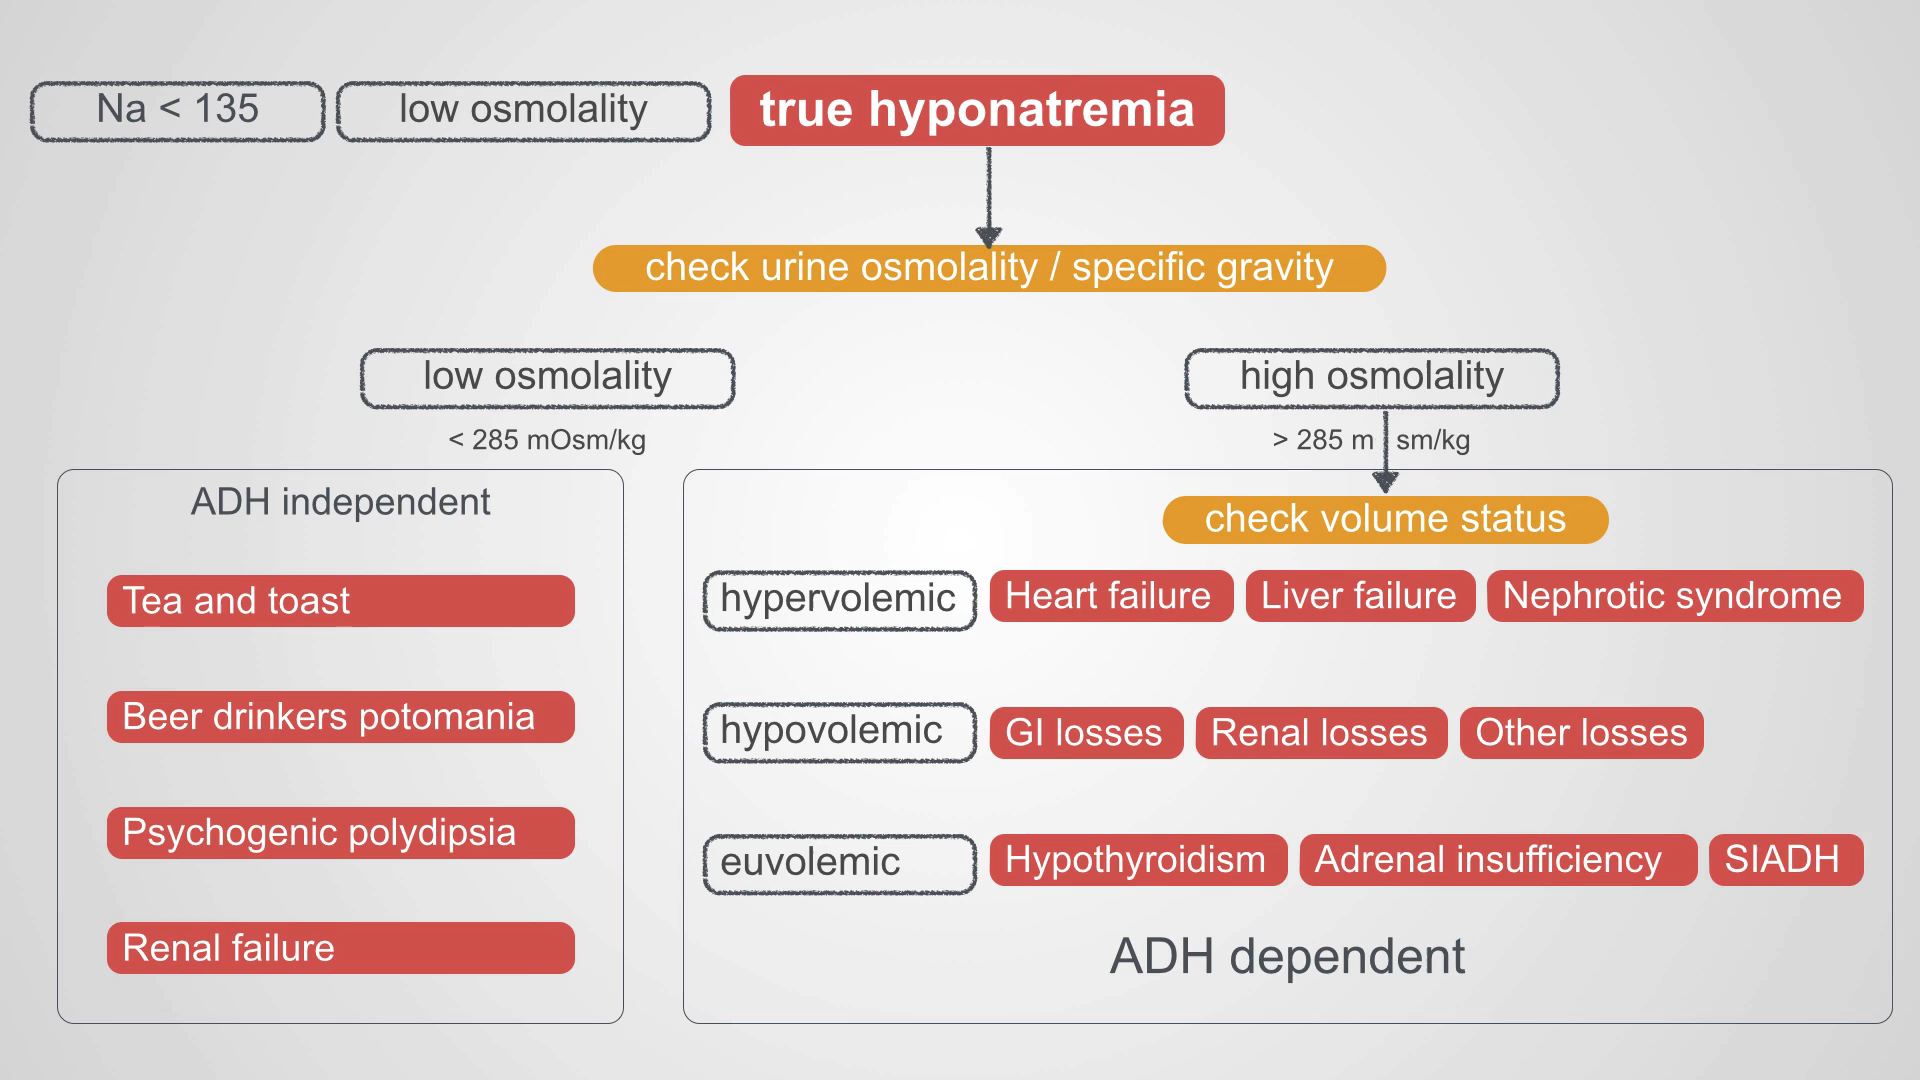 Na < 135
low osmolality
true hyponatremia
check urine osmolality / specific gravity
low osmolality
high osmolality
< 285 mOsm/kg
> 285 m sm/kg
ADH independent
Tea and toast
Beer drinkers potomania
Psychogenic polydipsia
Renal failure
check volume status
hypervolemic
Heart failure
Liver failure
Nephrotic syndrome
hypovolemic
GI losses
Renal losses
Other losses
euvolemic
Hypothyroidism
Adrenal insufficiency
SIADH
ADH dependent